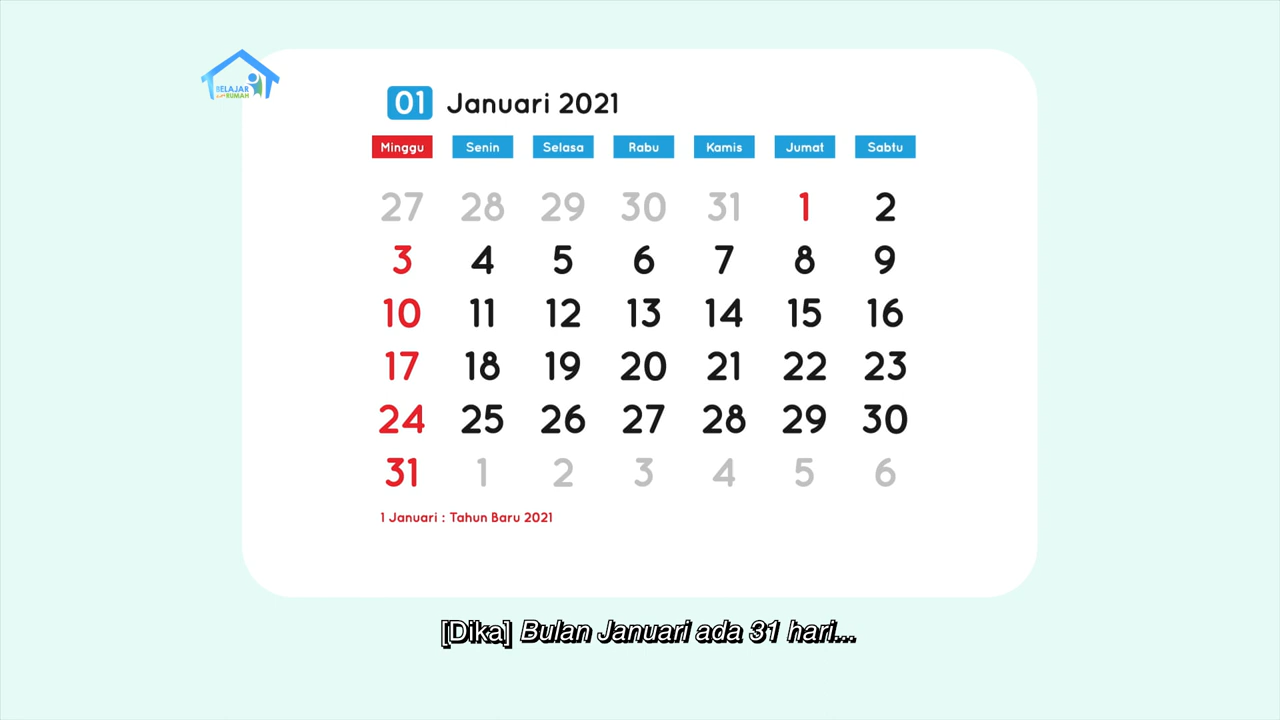 BELAJAR
dari RUMAH
01 Januari 2021
Minggu Senin Selasa Rabu Kamis Jumat Sabtu
27 28 29 30 31 1 2
3 4 5 6 7 8 9
10 11 12 13 14 15 16
17 18 19 20 21 22 23
24 25 26 27 28 29 30
31 1 2 3 4 5 6
1 Januari : Tahun Baru 2021
[Dika] Bulan Januari ada 31 hari...